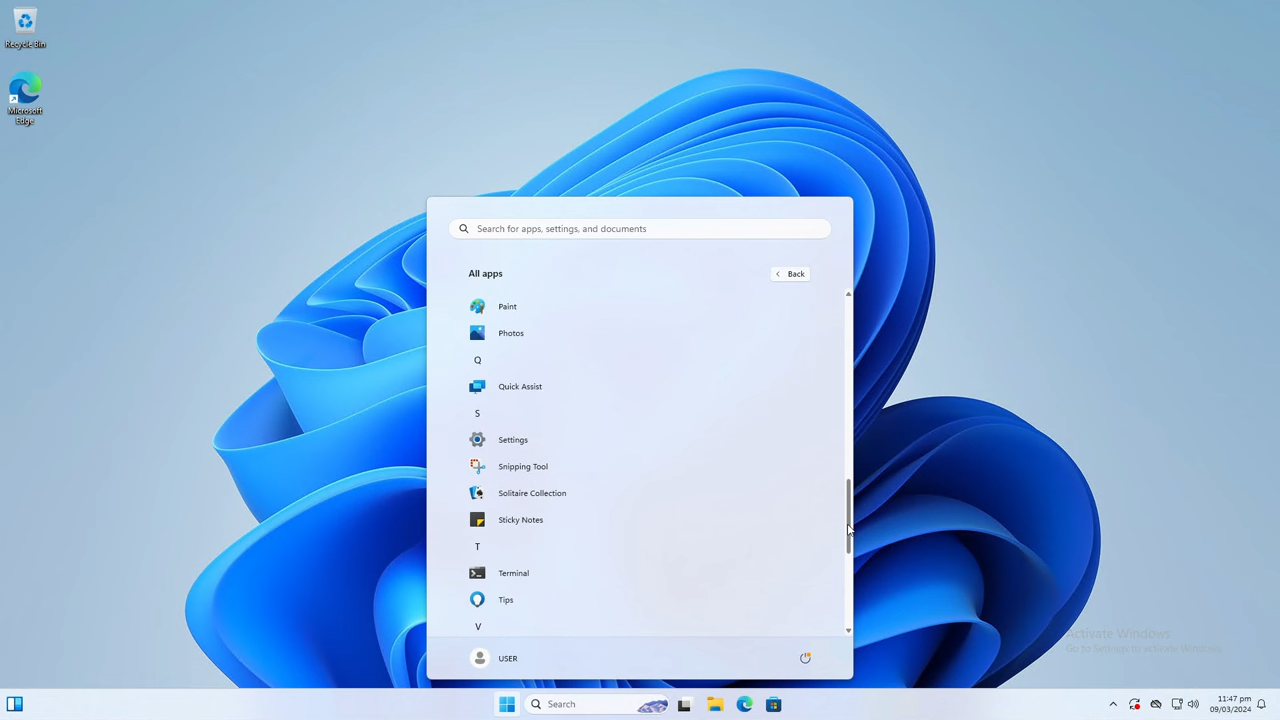 Recycle Bin
Microsoft
Edge
Search for apps, settings, and documents
All apps
Back
Paint
Photos
Q
Quick Assist
S
Settings
Snipping Tool
Solitaire Collection
Sticky Notes
T
Terminal
Tips
V
USER
Activate Windows
Go to Settings to activate Windows.
Search
11:47 pm
09/03/2024